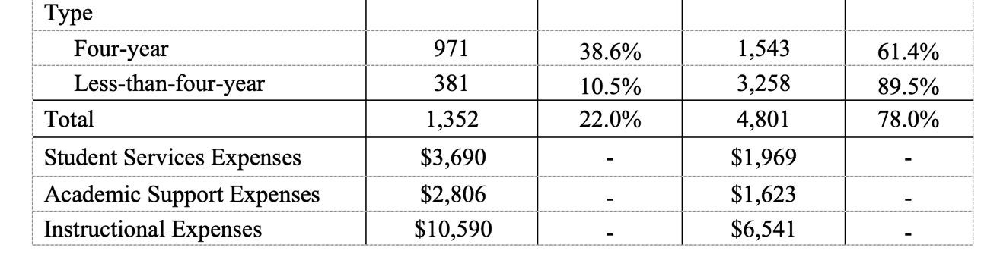 Type
Four-year 971 38.6% 1,543 61.4%
Less-than-four-year 381 10.5% 3,258 89.5%
Total 1,352 22.0% 4,801 78.0%
Student Services Expenses $3,690 - $1,969 -
Academic Support Expenses $2,806 - $1,623 -
Instructional Expenses $10,590 - $6,541 -